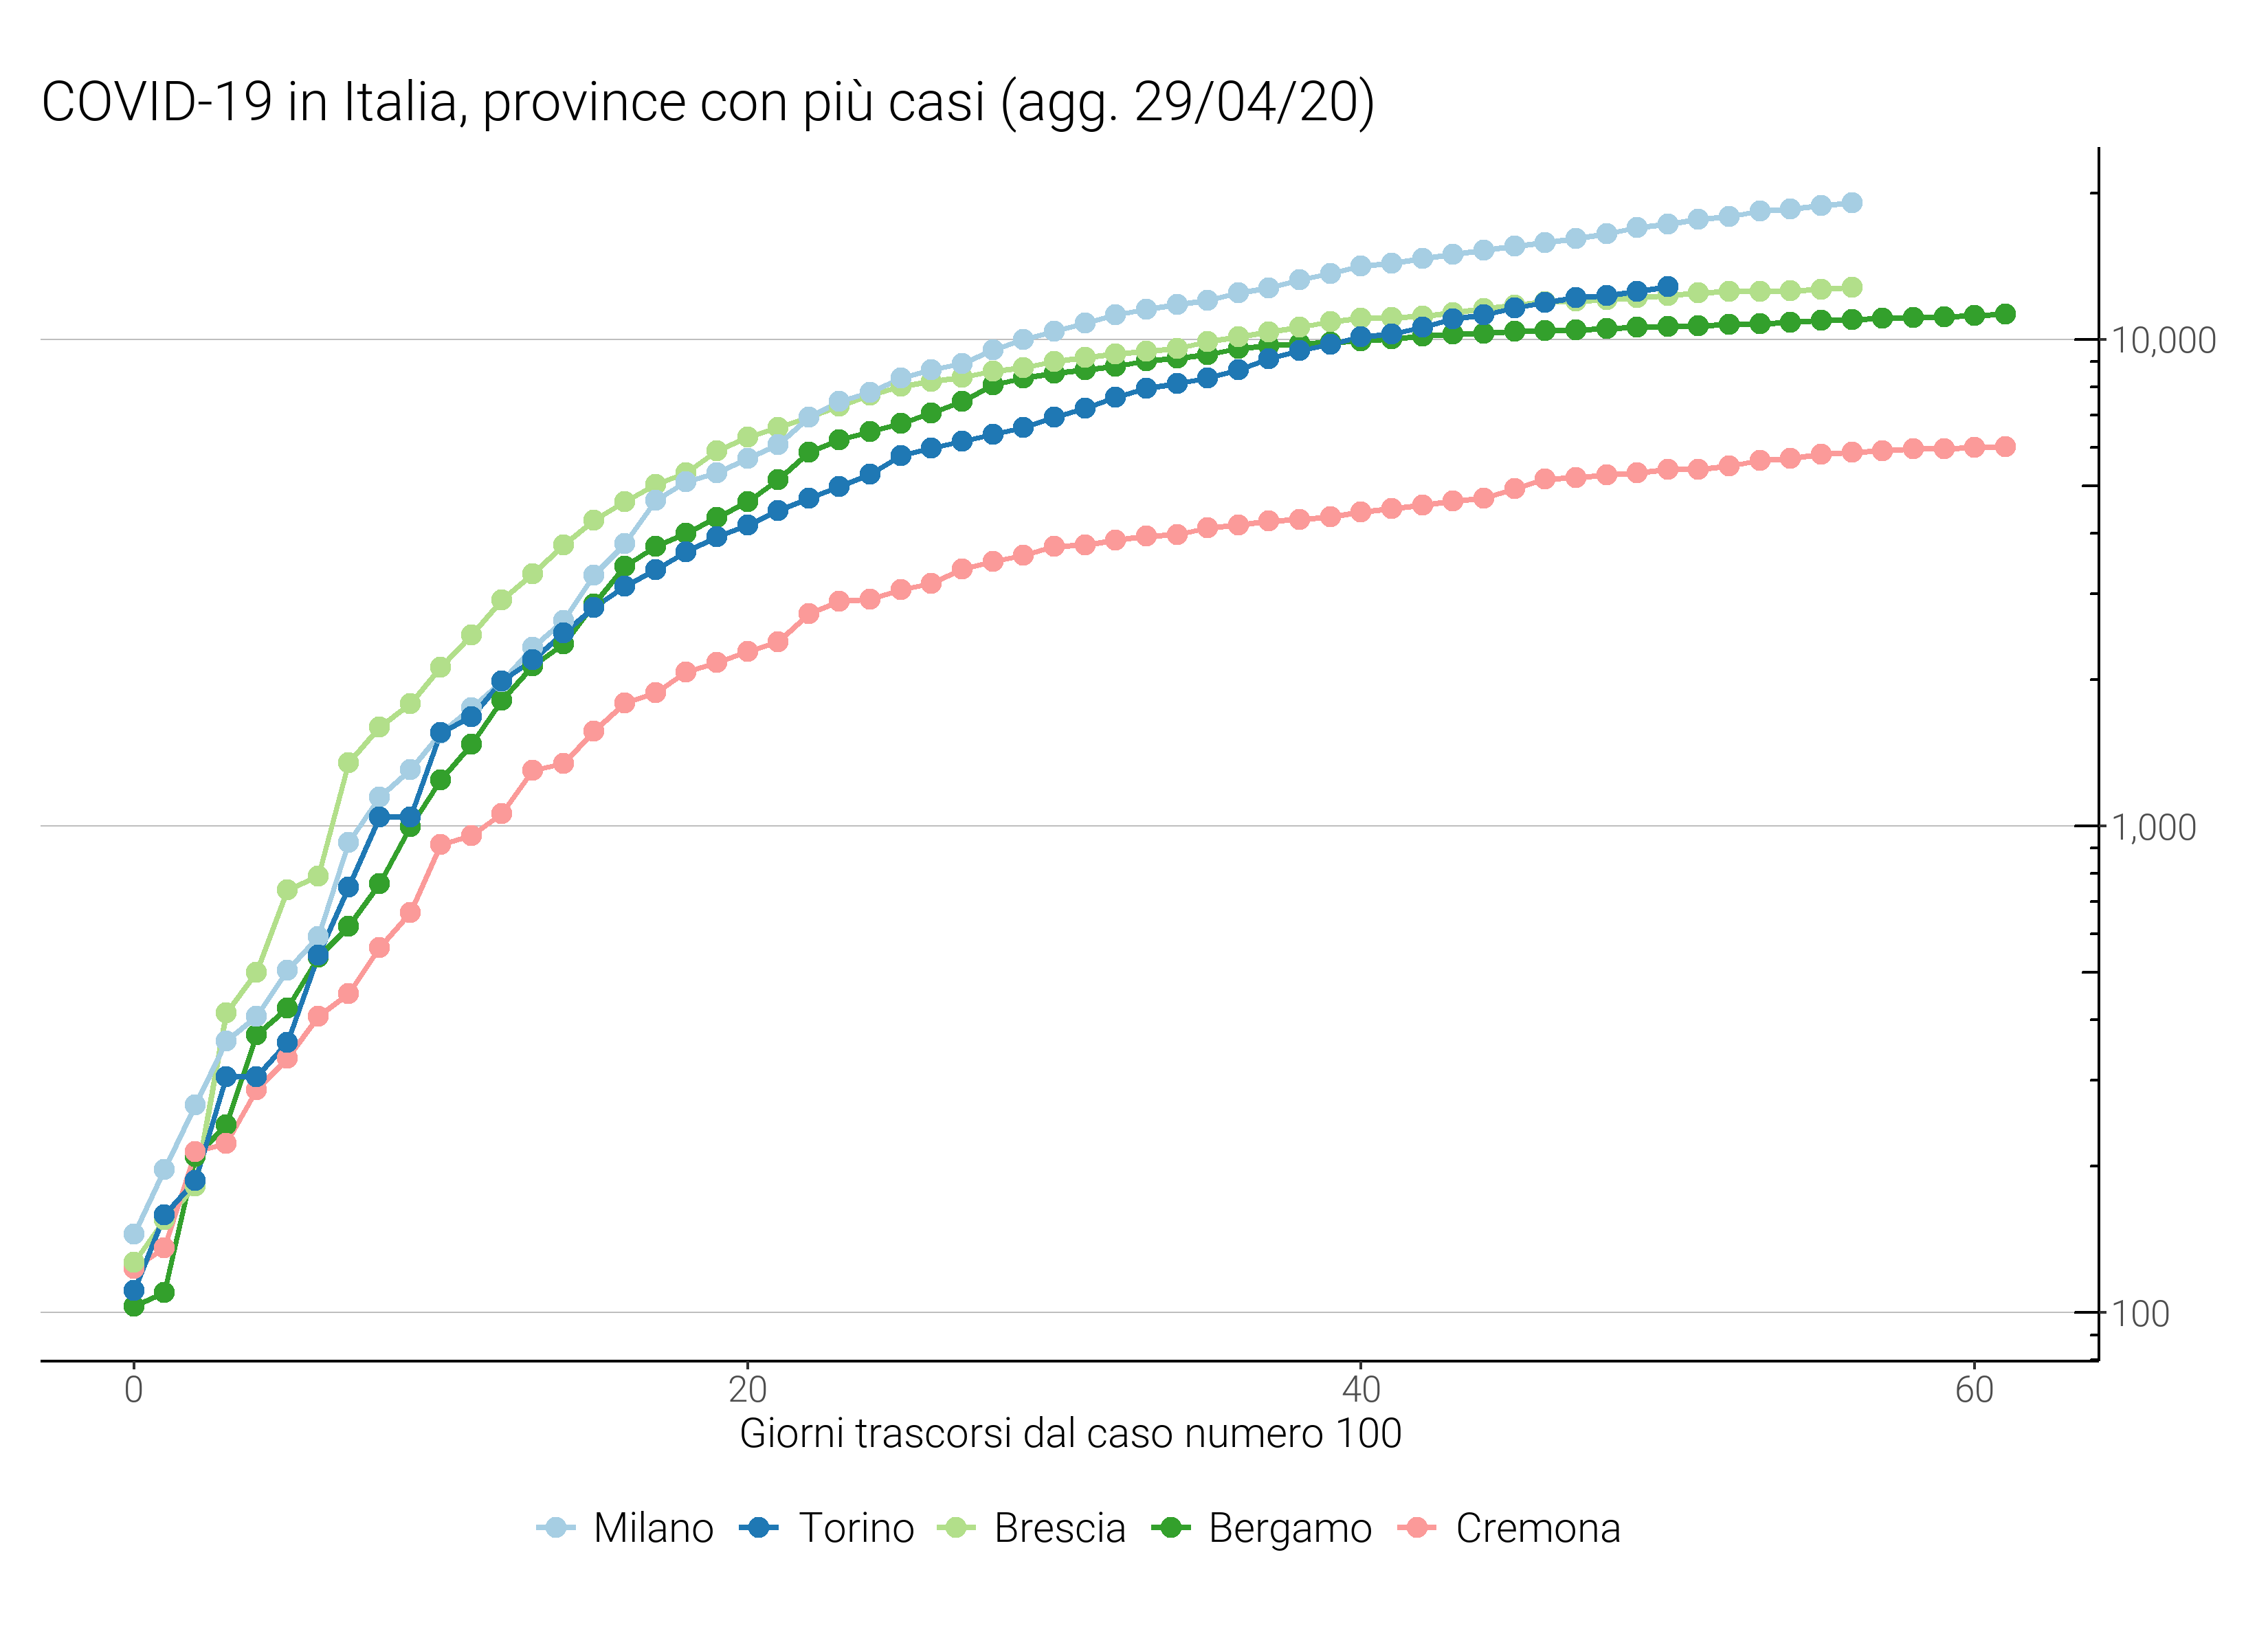 COVID-19 in Italia, province con più casi (agg. 29/04/20)
10,000
1,000
100
0 20 40 60
Giorni trascorsi dal caso numero 100
Milano Torino Brescia Bergamo Cremona